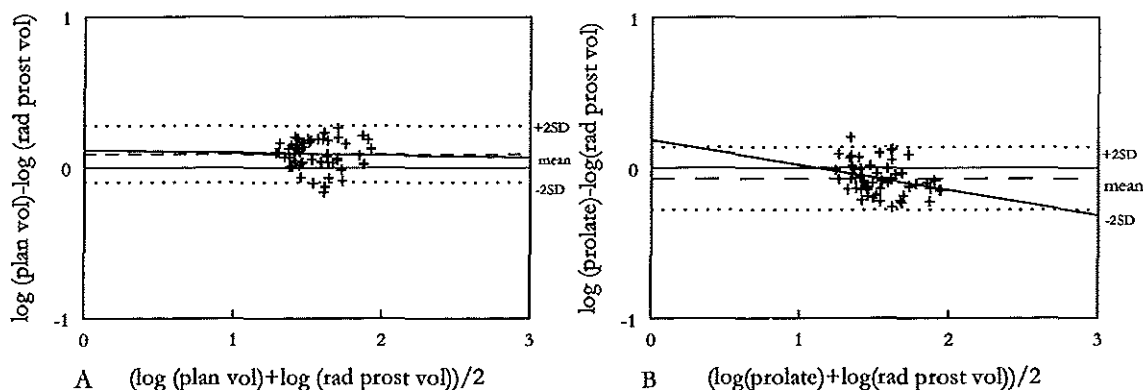 1
0
-1
log (plan vol)-log (rad prost vol)
+2SD
mean
-2SD
0 1 2 3
A (log (plan vol)+log (rad prost vol))/2
1
0
-1
log (prolate)-log(rad prost vol)
+2SD
mean
-2SD
0 1 2 3
B (log(prolate)+log(rad prost vol))/2